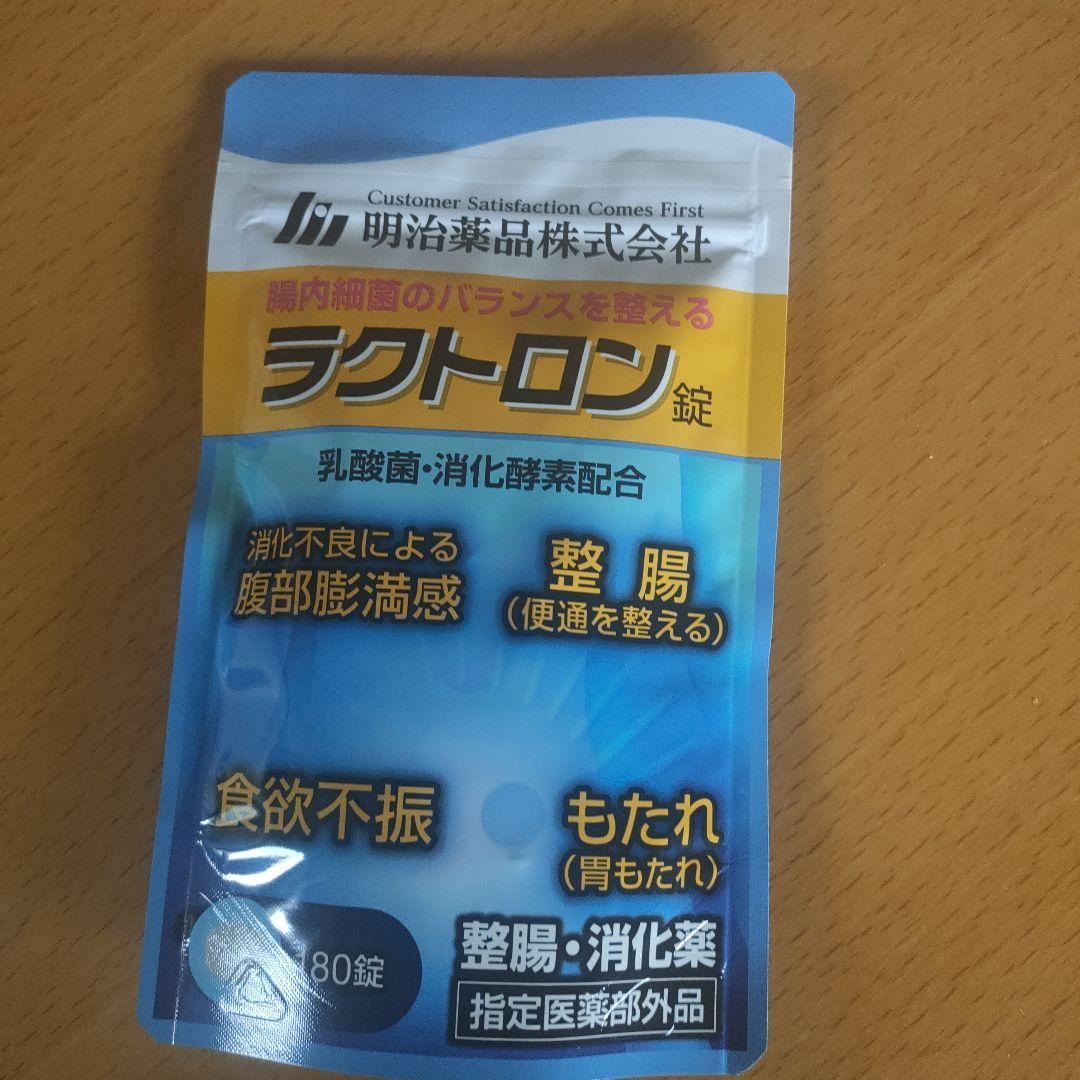 Customer Satisfaction Comes First
明治薬品株式会社
腸内細菌のバランスを整える
ラクトロン錠
乳酸菌・消化酵素配合
消化不良による
腹部膨満感
整腸
(便通を整える)
食欲不振
もたれ
(胃もたれ)
180錠
整腸・消化薬
指定医薬部外品